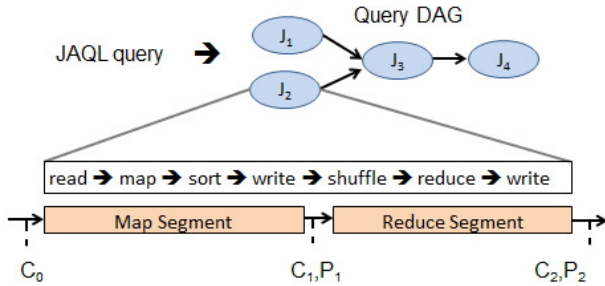 Query DAG
JAQL query ➔ J1 J3 J4
J2
read ➔ map ➔ sort ➔ write ➔ shuffle ➔ reduce ➔ write
Map Segment Reduce Segment
C0 C1,P1 C2,P2